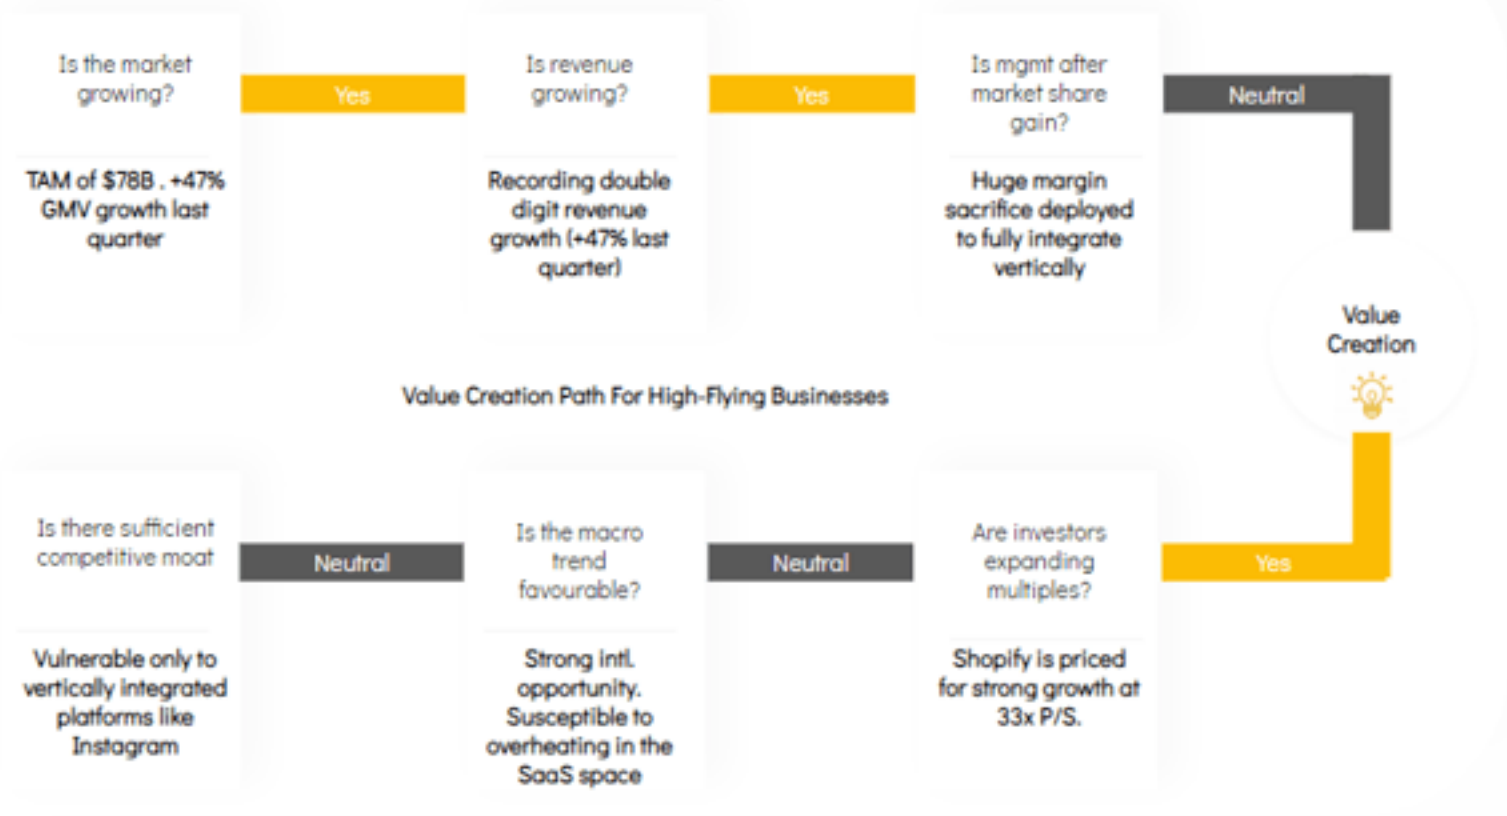 Is the market
growing?
Yes
Is revenue
growing?
Yes
Is mgmt after
market share
gain?
Neutral
TAM of $78B . +47%
GMV growth last
quarter
Recording double
digit revenue
growth (+47% last
quarter)
Huge margin
sacrifice deployed
to fully integrate
vertically
Value
Creation
Value Creation Path For High-Flying Businesses
Is there sufficient
competitive moat
Neutral
Is the macro
trend
favourable?
Neutral
Are investors
expanding
multiples?
Yes
Vulnerable only to
vertically integrated
platforms like
Instagram
Strong intl.
opportunity.
Susceptible to
overheating in the
SaaS space
Shopify is priced
for strong growth at
33x P/S.